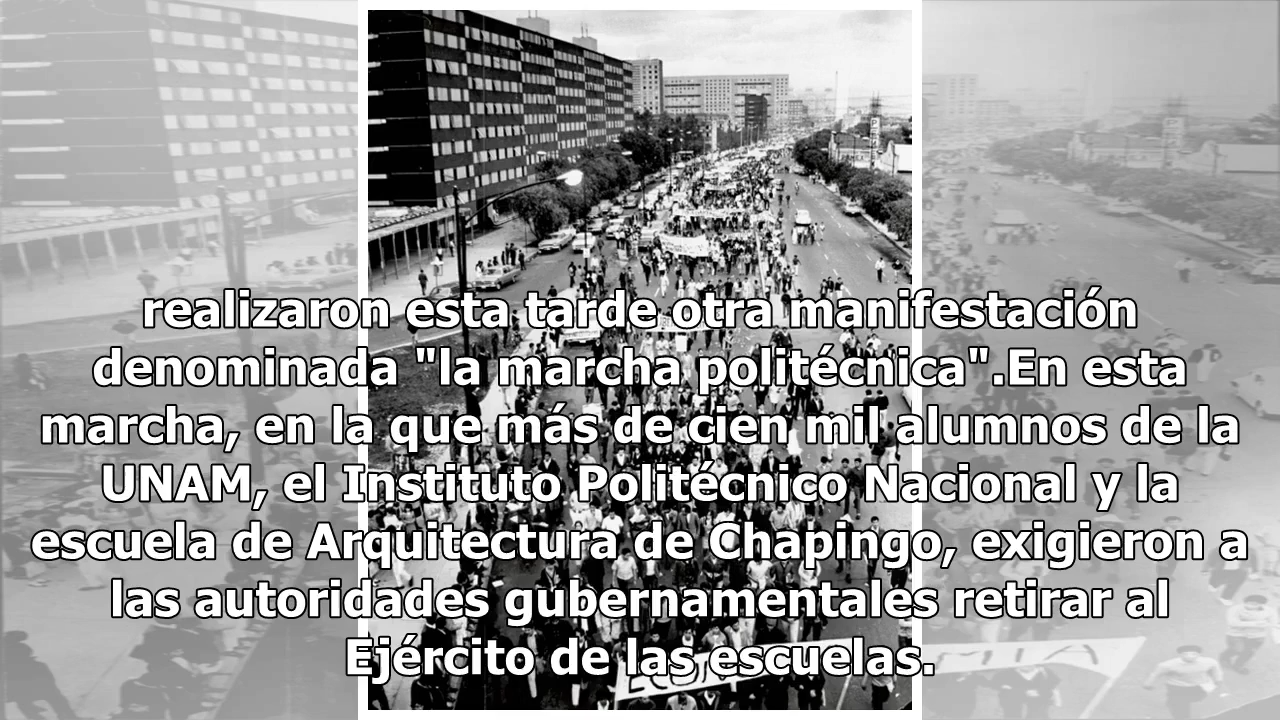 realizaron esta tarde otra manifestación
denominada "la marcha politécnica".En esta
marcha, en la que más de cien mil alumnos de la
UNAM, el Instituto Politécnico Nacional y la
escuela de Arquitectura de Chapingo, exigieron a
las autoridades gubernamentales retirar al
Ejército de las escuelas.